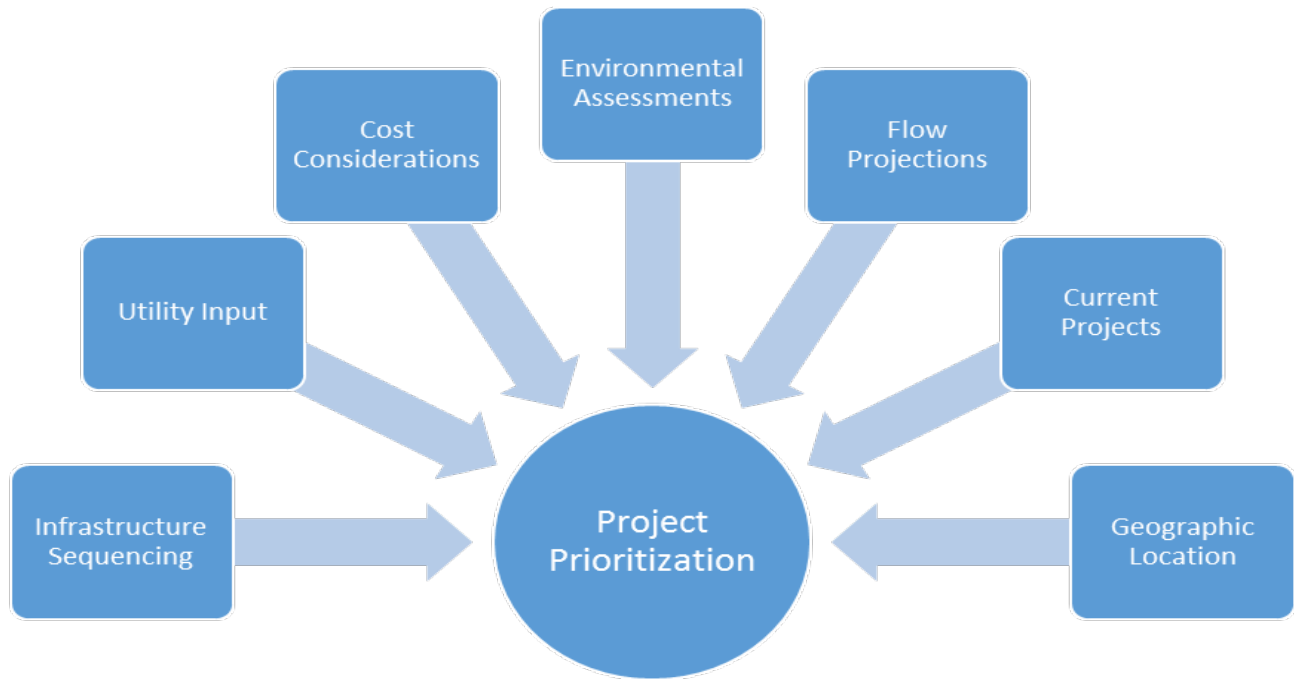 Environmental
Assessments
Cost
Considerations
Flow
Projections
Utility Input
Current
Projects
Infrastructure
Sequencing
Project
Prioritization
Geographic
Location